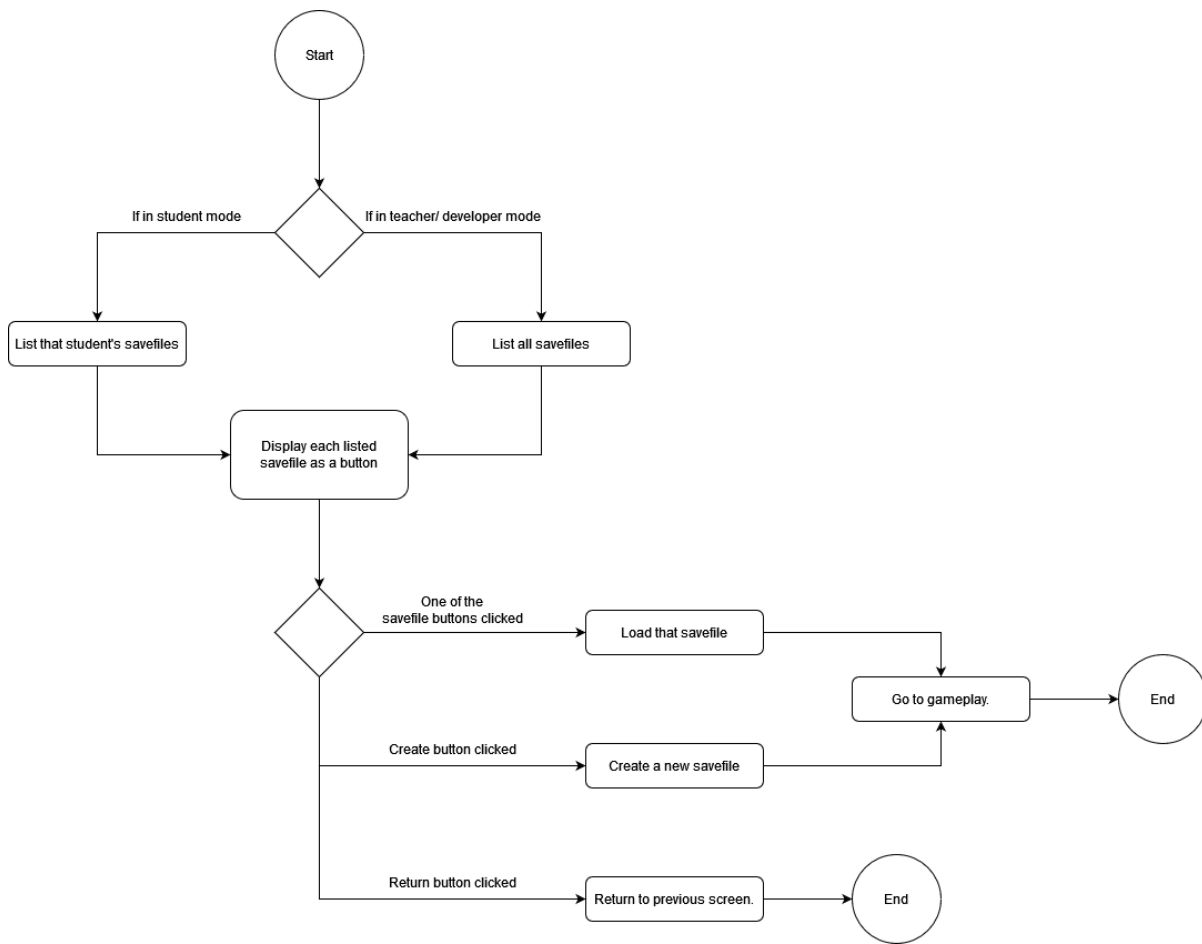 Start
If in student mode
If in teacher/ developer mode
List that student's savefiles
List all savefiles
Display each listed
savefile as a button
One of the
savefile buttons clicked
Load that savefile
Go to gameplay.
End
Create button clicked
Create a new savefile
Return button clicked
Return to previous screen.
End